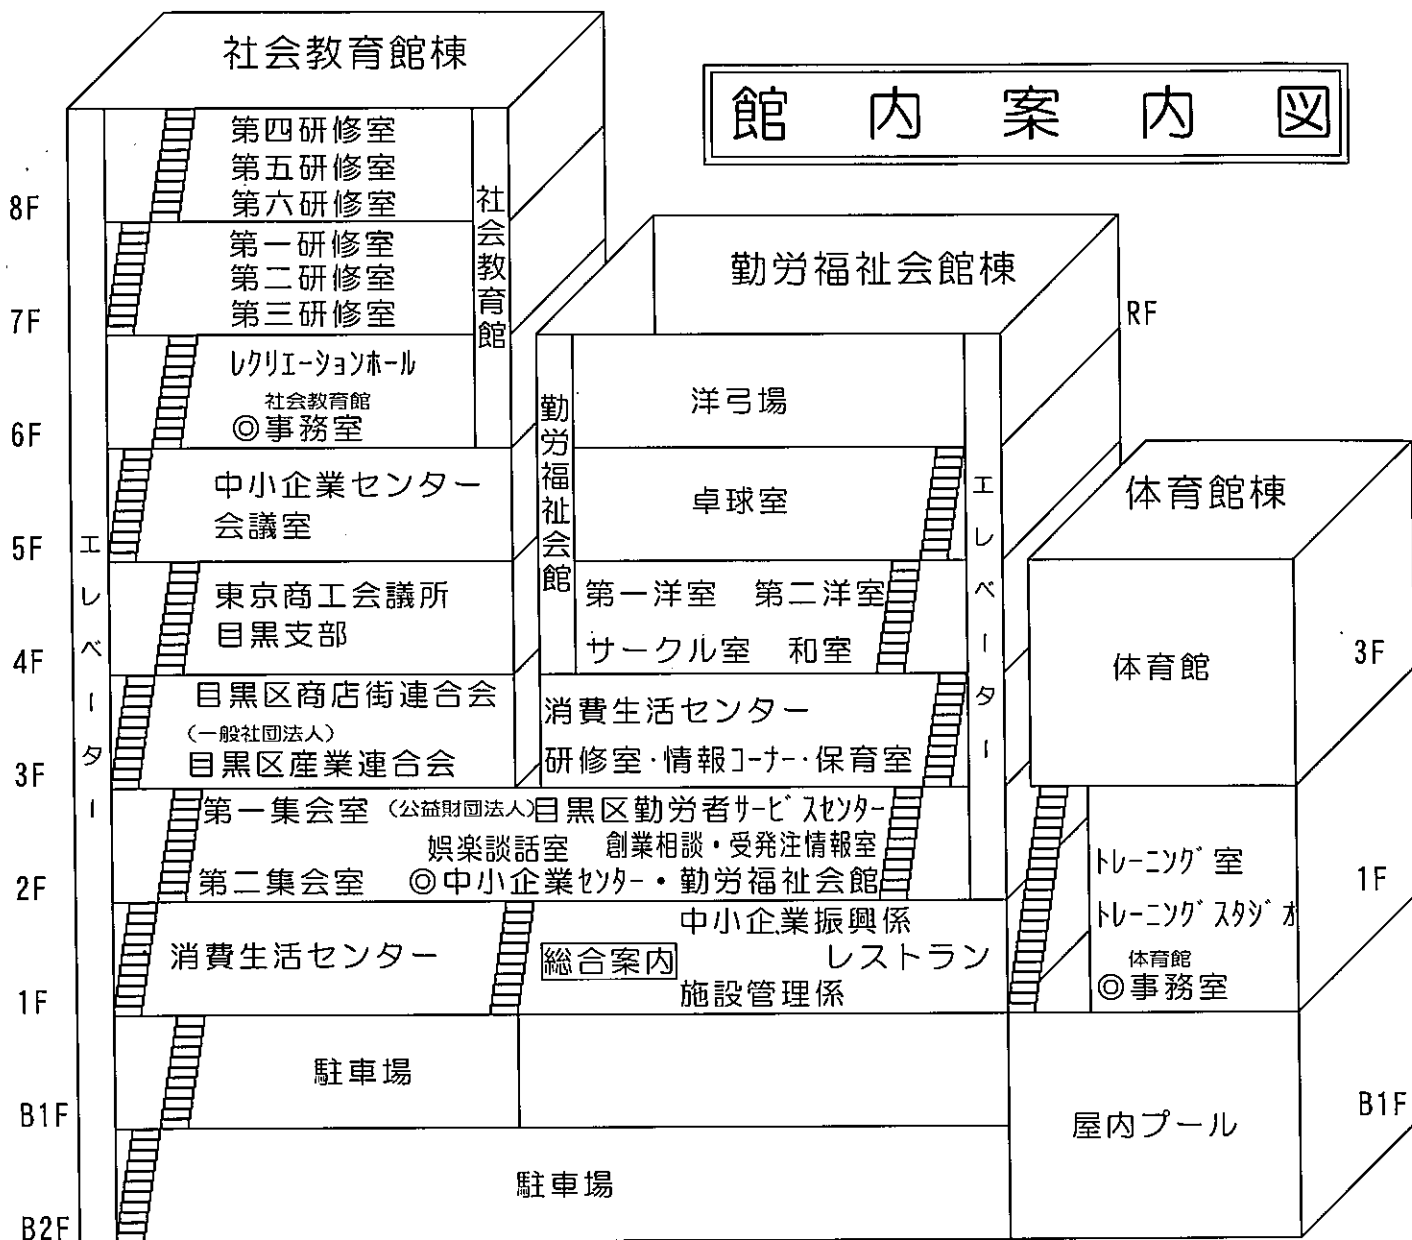 館内案内図
社会教育館棟
8F
第四研修室
第五研修室
第六研修室
社会教育館
7F
第一研修室
第二研修室
第三研修室
6F
レクリエーションホール
社会教育館
◎事務室
5F
中小企業センター
会議室
4F
東京商工会議所
目黒支部
3F
目黒区商店街連合会
(一般社団法人)
目黒区産業連合会
エレベーター
勤労福祉会館棟
RF
勤労福祉会館
洋弓場
卓球室
第一洋室 第二洋室
サークル室 和室
消費生活センター
研修室・情報コーナー・保育室
エレベーター
2F
第一集会室 (公益財団法人)目黒区勤労者サービスセンター
娯楽談話室 創業相談・受発注情報室
第二集会室 ◎中小企業センター・勤労福祉会館
1F
消費生活センター
総合案内
中小企業振興係
レストラン
施設管理係
B1F
駐車場
B2F
駐車場
体育館棟
3F
体育館
1F
トレーニング室
トレーニングスタジオ
体育館
◎事務室
B1F
屋内プール